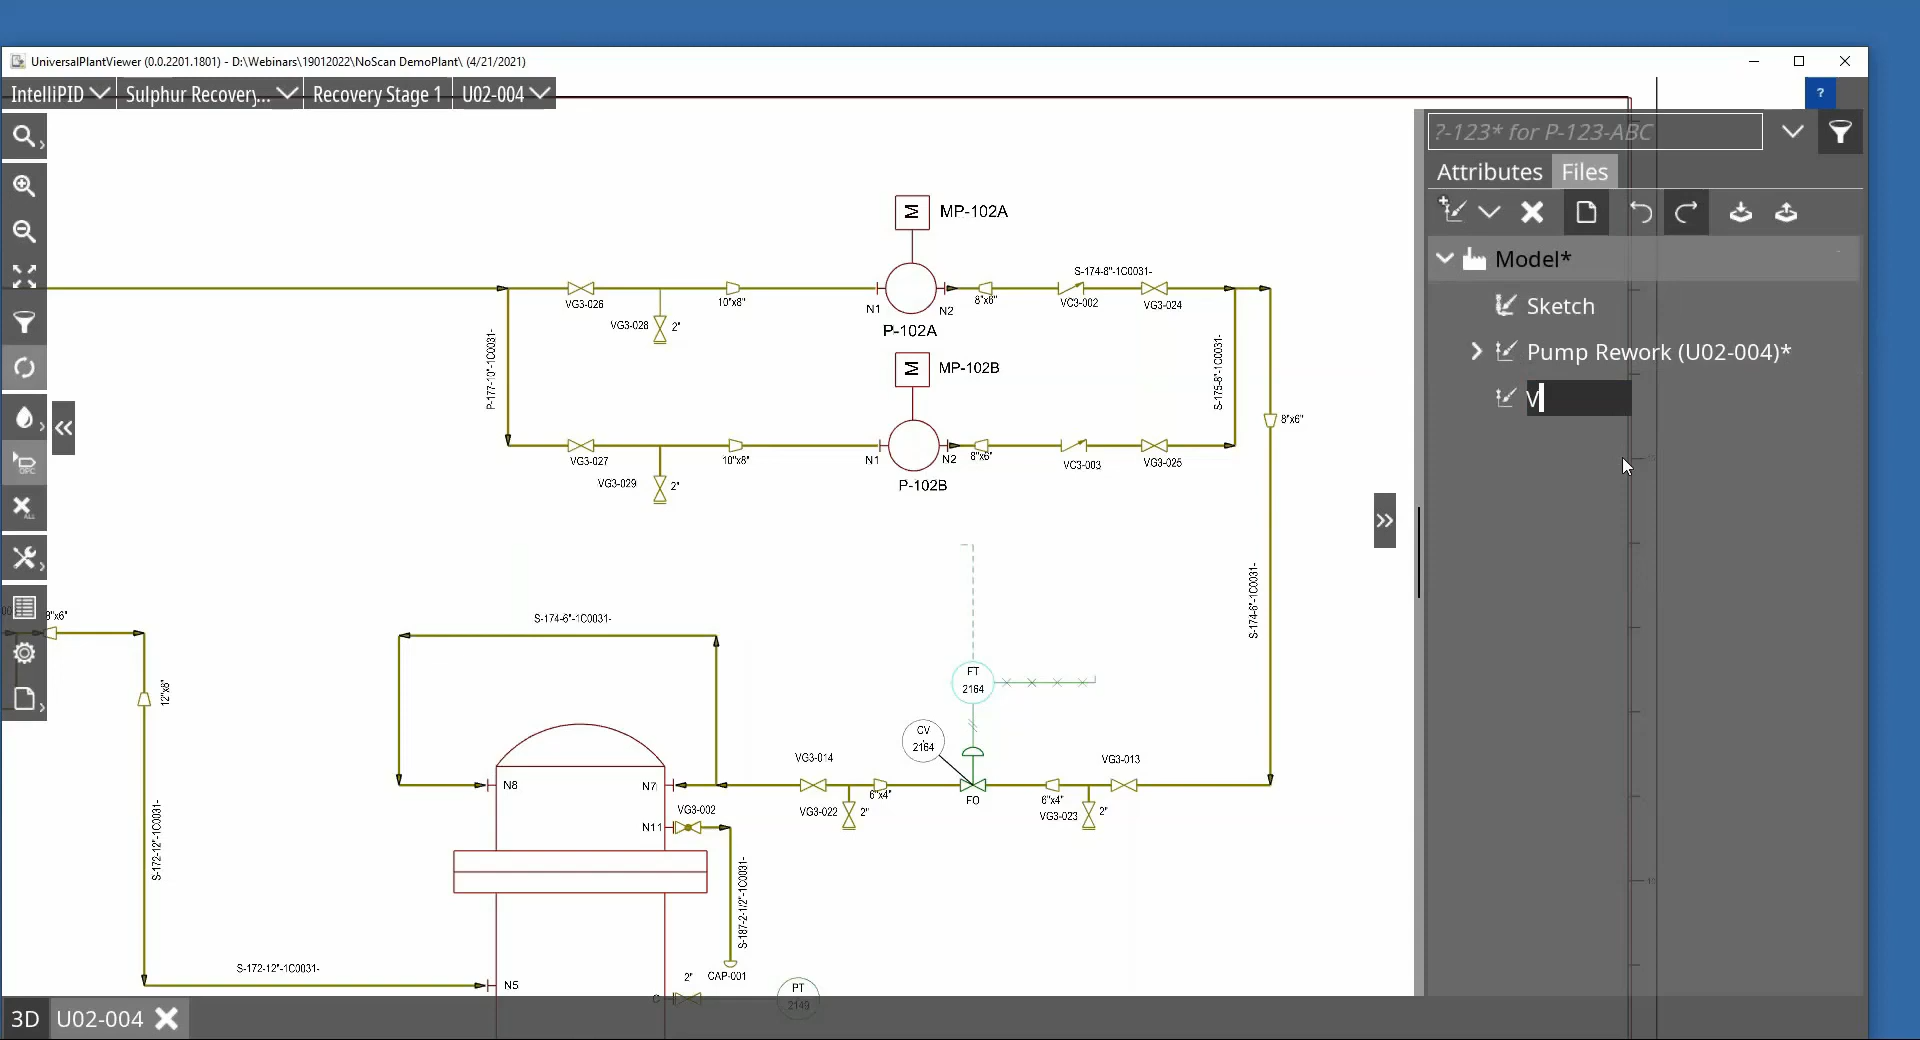 UniversalPlantViewer (0.0.2201.1801) - D:\Webinars\19012022\NoScan DemoPlant\ (4/21/2021)
IntelliPID
Sulphur Recovery,...
Recovery Stage 1
U02-004
?
?-123* for P-123-ABC
Attributes
Files
Model*
Sketch
Pump Rework (U02-004)*
V
OPC
ALL
M
MP-102A
S-174-8"-1C0031-
VG3-026
VG3-028
2"
10"x8"
N1
N2
P-102A
8"x6"
VC3-002
VG3-024
P-177-10"-1C0031-
S-175-8"-1C0031-
M
MP-102B
8"x6"
VG3-027
VG3-029
2"
10"x8"
N1
N2
P-102B
8"x6"
VC3-003
VG3-025
S-174-6"-1C0031-
S-174-6"-1C0031-
8"x6"
12"x8"
FT
2164
CV
2164
FO
VG3-014
VG3-013
VG3-022
2"
6"x4"
6"x4"
VG3-023
2"
N8
N7
VG3-002
N11
S-172-12"-1C0031-
S-187-2-1/2"-1C0031-
CAP-001
2"
S-172-12"-1C0031-
N5
PT
2149
3D
U02-004